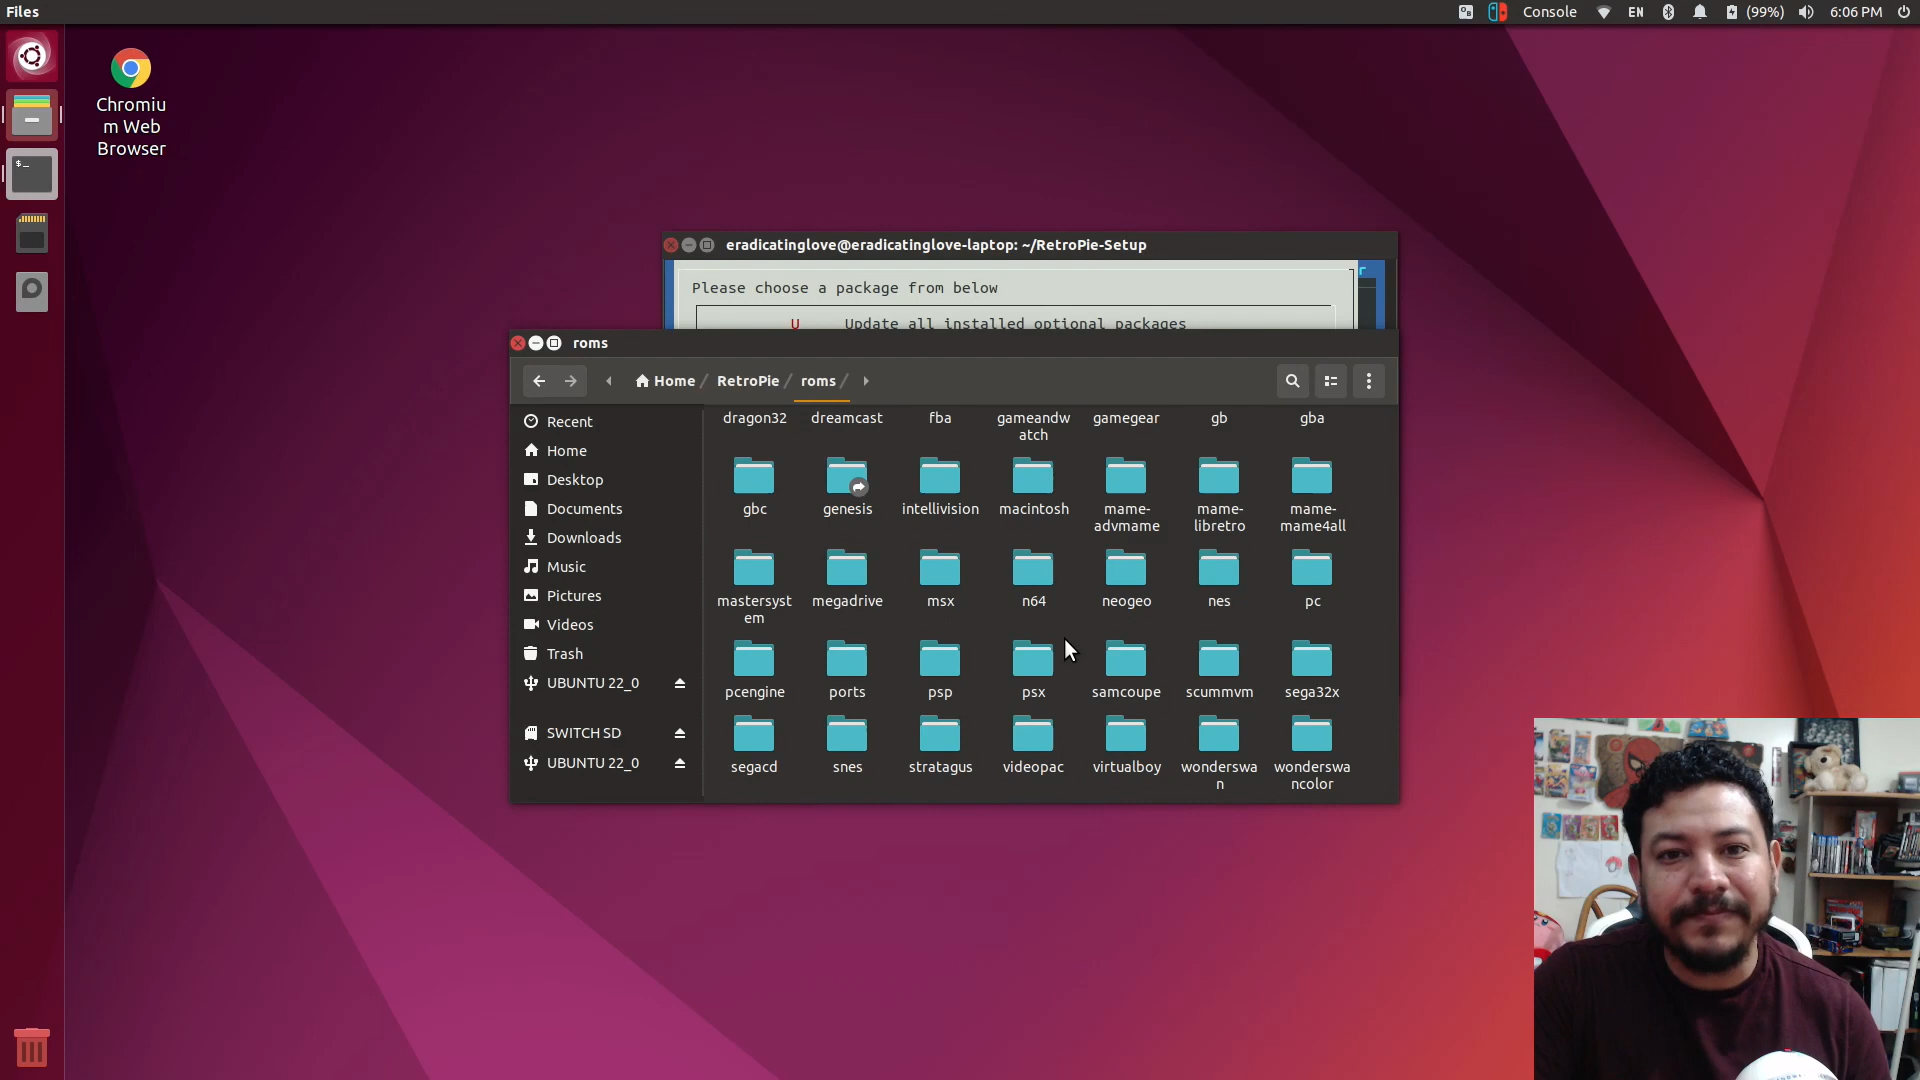 Files
Console
EN
(99%)
6:06 PM
Chromiu
m Web
Browser
eradicatinglove@eradicatinglove-laptop: ~/RetroPie-Setup
Please choose a package from below
r
U Update all installed optional packages
roms
Home / RetroPie / roms /
Recent
Home
Desktop
Documents
Downloads
Music
Pictures
Videos
Trash
UBUNTU 22_0
SWITCH SD
UBUNTU 22_0
dragon32 dreamcast fba gameandw gamegear gb gba
atch
gbc genesis intellivision macintosh mame- mame- mame-
advmame libretro mame4all
mastersyst megadrive msx n64 neogeo nes pc
em
pcengine ports psp psx samcoupe scummvm sega32x
segacd snes stratagus videopac virtualboy wonderswa wonderswa
n ncolor